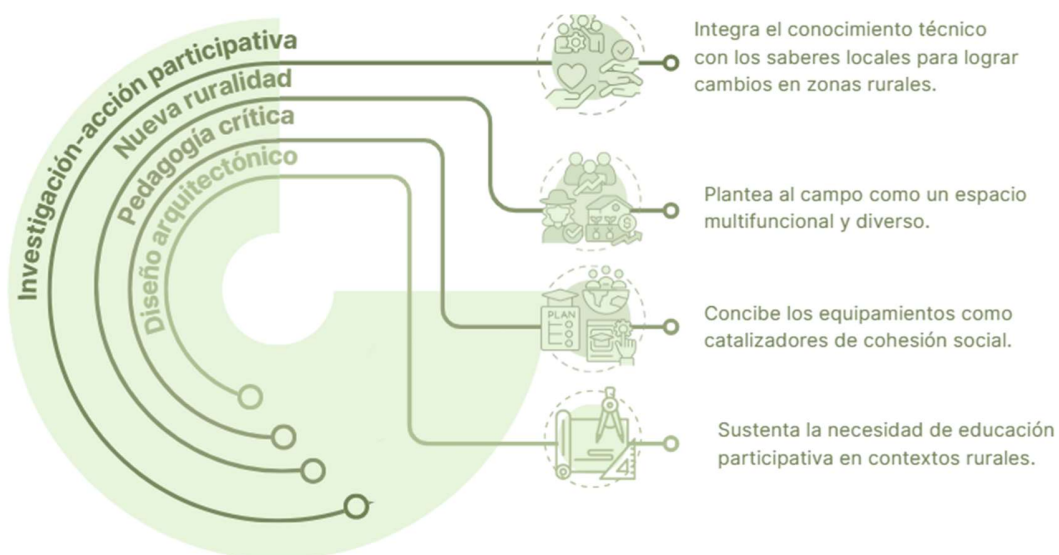 Investigación-acción participativa
Nueva ruralidad
Pedagogía crítica
Diseño arquitectónico
Integra el conocimiento técnico
con los saberes locales para lograr
cambios en zonas rurales.
Plantea al campo como un espacio
multifuncional y diverso.
PLAN
Concibe los equipamientos como
catalizadores de cohesión social.
Sustenta la necesidad de educación
participativa en contextos rurales.